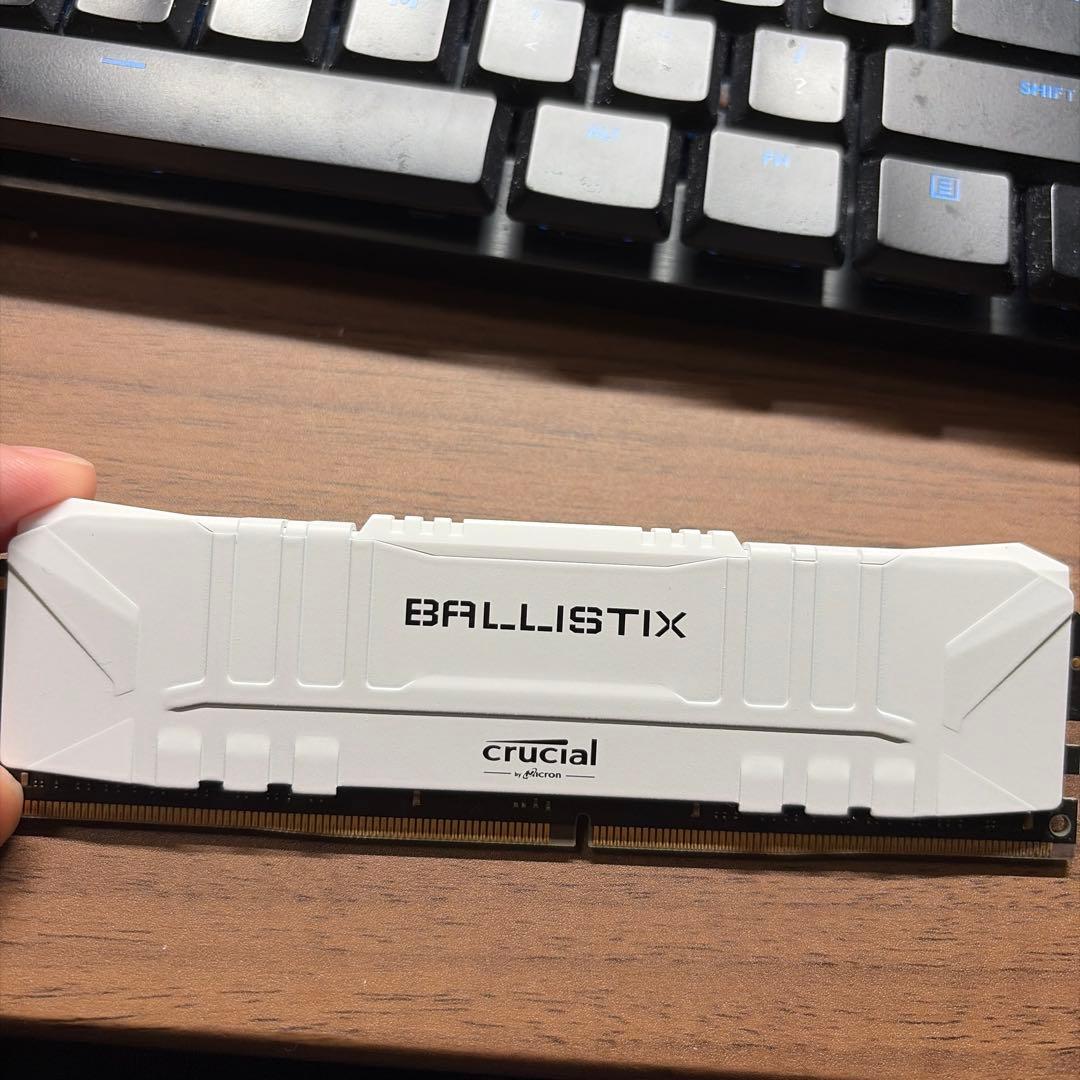 <
?
SHIFT
FN
BALLISTIX
crucial
by Micron